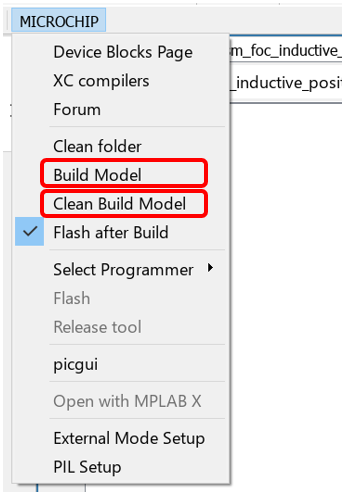 MICROCHIP
Device Blocks Page
sm_foc_inductive_
XC compilers
_inductive_posit
Forum
Clean folder
Build Model
Clean Build Model
Flash after Build
Select Programmer
Flash
Release tool
picgui
Open with MPLAB X
External Mode Setup
PIL Setup